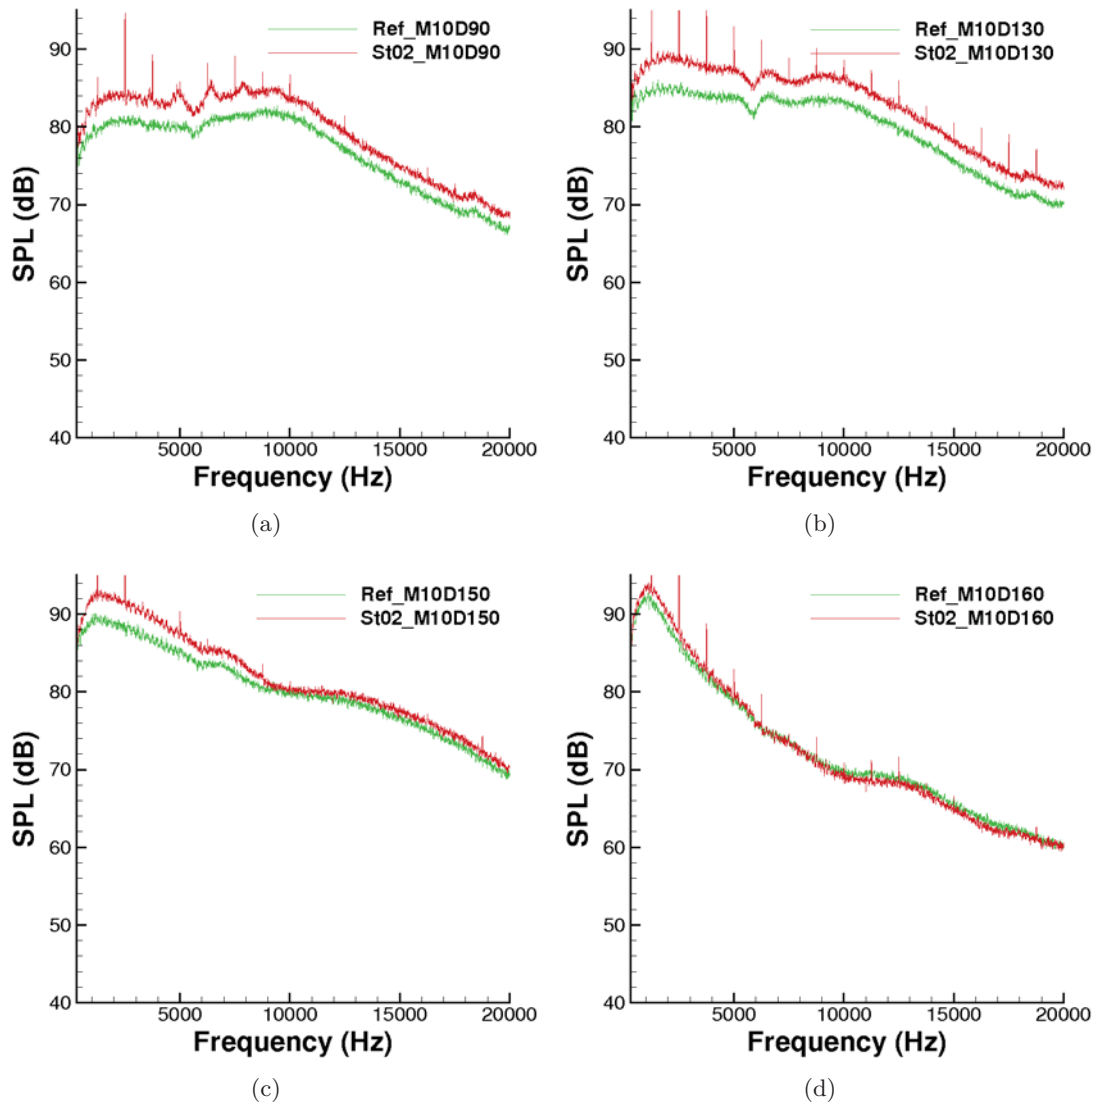 Ref_M10D90
St02_M10D90
90
80
70
60
50
40
5000
10000
15000
20000
SPL (dB)
Frequency (Hz)
(a)
Ref_M10D130
St02_M10D130
90
80
70
60
50
40
5000
10000
15000
20000
SPL (dB)
Frequency (Hz)
(b)
Ref_M10D150
St02_M10D150
90
80
70
60
50
40
5000
10000
15000
20000
SPL (dB)
Frequency (Hz)
(c)
Ref_M10D160
St02_M10D160
90
80
70
60
50
40
5000
10000
15000
20000
SPL (dB)
Frequency (Hz)
(d)